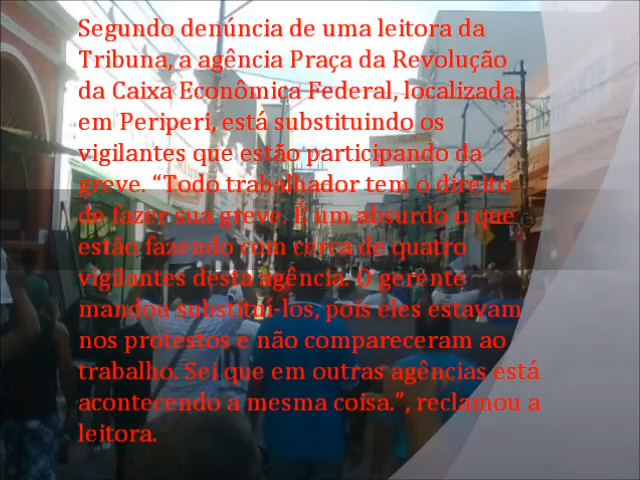 Segundo denúncia de uma leitora da
Tribuna, a agência Praça da Revolução
da Caixa Econômica Federal, localizada
em Periperi, está substituindo os
vigilantes que estão participando da
greve. “Todo trabalhador tem o direito
de fazer sua greve. É um absurdo o que
estão fazendo com cerca de quatro
vigilantes desta agência. O gerente
mandou substituí-los, pois eles estavam
nos protestos e não compareceram ao
trabalho. Sei que em outras agências está
acontecendo a mesma coisa.”, reclamou a
leitora.